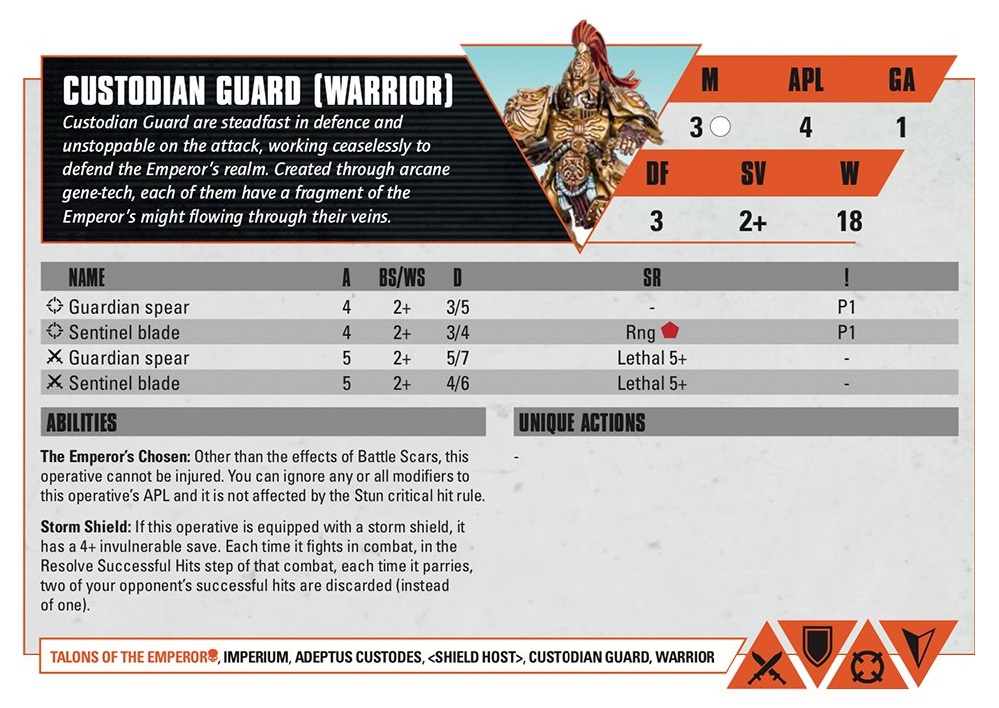 CUSTODIAN GUARD (WARRIOR)
Custodian Guard are steadfast in defence and
unstoppable on the attack, working ceaselessly to
defend the Emperor's realm. Created through arcane
gene-tech, each of them have a fragment of the
Emperor's might flowing through their veins.
M APL GA
3 4 1
DF SV W
3 2+ 18
NAME A BS/WS D SR !
Guardian spear 4 2+ 3/5 - P1
Sentinel blade 4 2+ 3/4 Rng P1
Guardian spear 5 2+ 5/7 Lethal 5+ -
Sentinel blade 5 2+ 4/6 Lethal 5+ -
ABILITIES
The Emperor's Chosen: Other than the effects of Battle Scars, this
operative cannot be injured. You can ignore any or all modifiers to
this operative's APL and it is not affected by the Stun critical hit rule.
Storm Shield: If this operative is equipped with a storm shield, it
has a 4+ invulnerable save. Each time it fights in combat, in the
Resolve Successful Hits step of that combat, each time it parries,
two of your opponent's successful hits are discarded (instead
of one).
UNIQUE ACTIONS
-
TALONS OF THE EMPEROR, IMPERIUM, ADEPTUS CUSTODES, <SHIELD HOST>, CUSTODIAN GUARD, WARRIOR